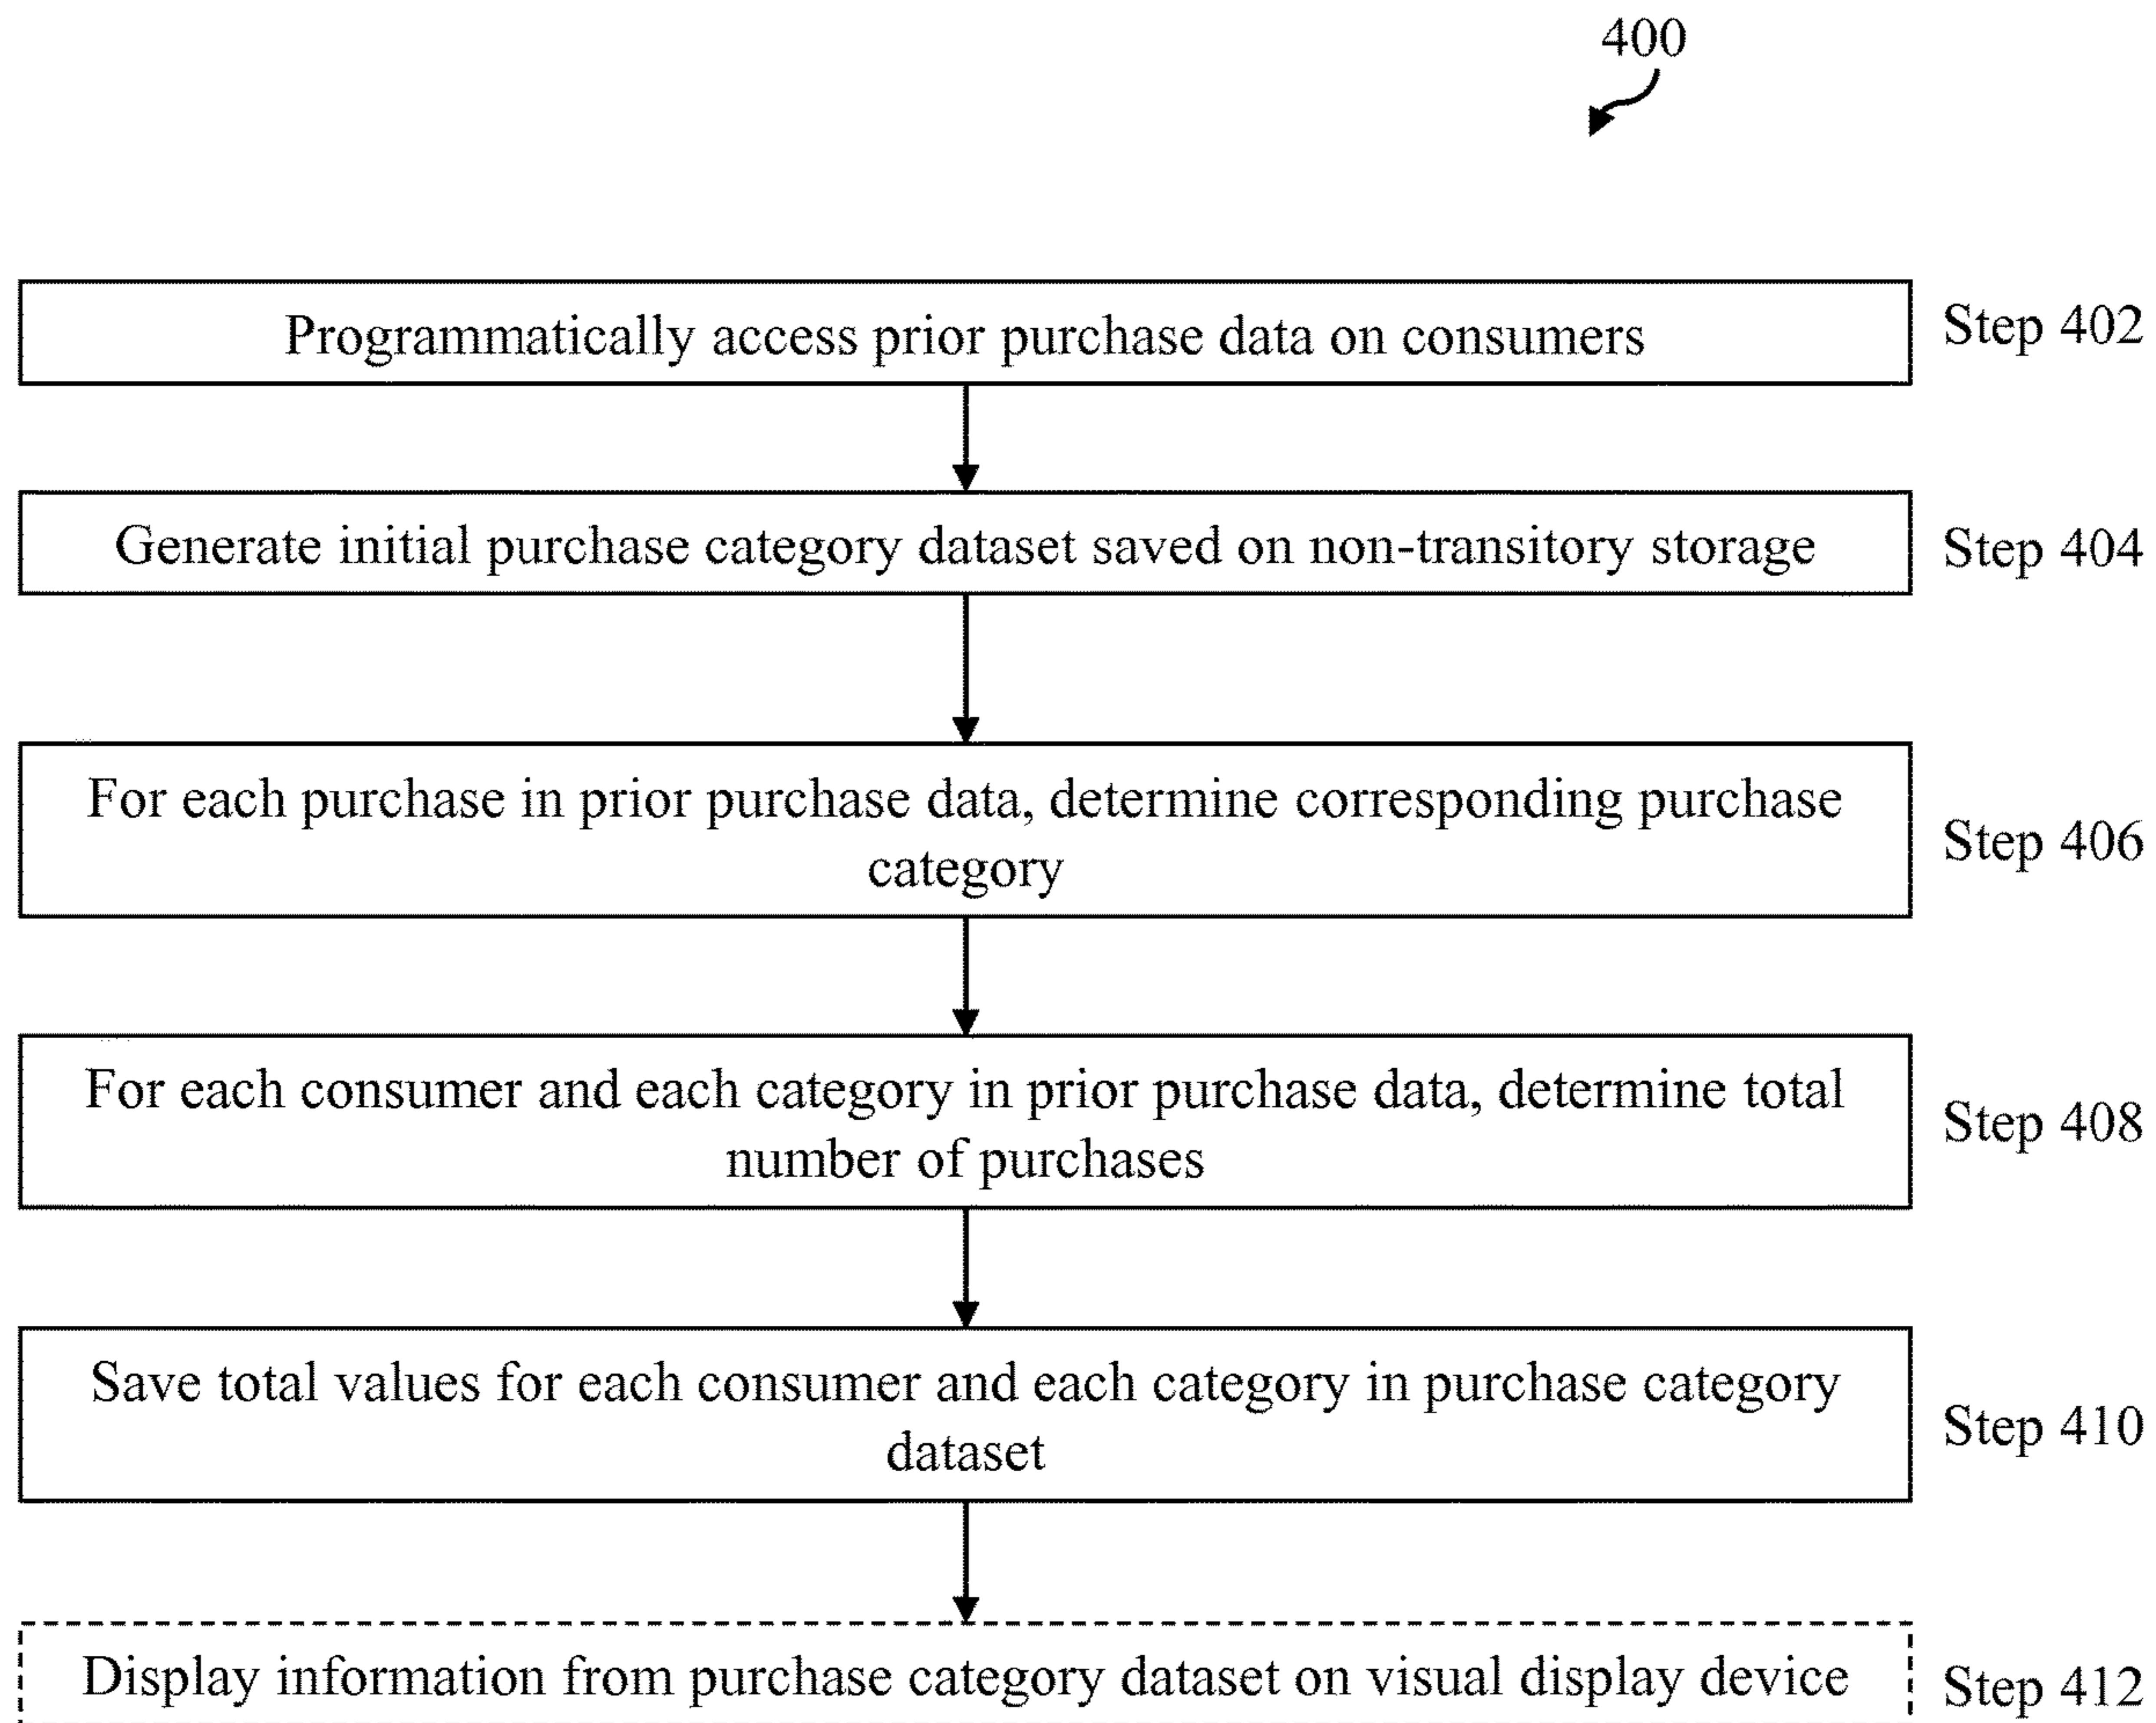 400
Programmatically access prior purchase data on consumers
Step 402
Generate initial purchase category dataset saved on non-transitory storage
Step 404
For each purchase in prior purchase data, determine corresponding purchase
category
Step 406
For each consumer and each category in prior purchase data, determine total
number of purchases
Step 408
Save total values for each consumer and each category in purchase category
dataset
Step 410
Display information from purchase category dataset on visual display device
Step 412